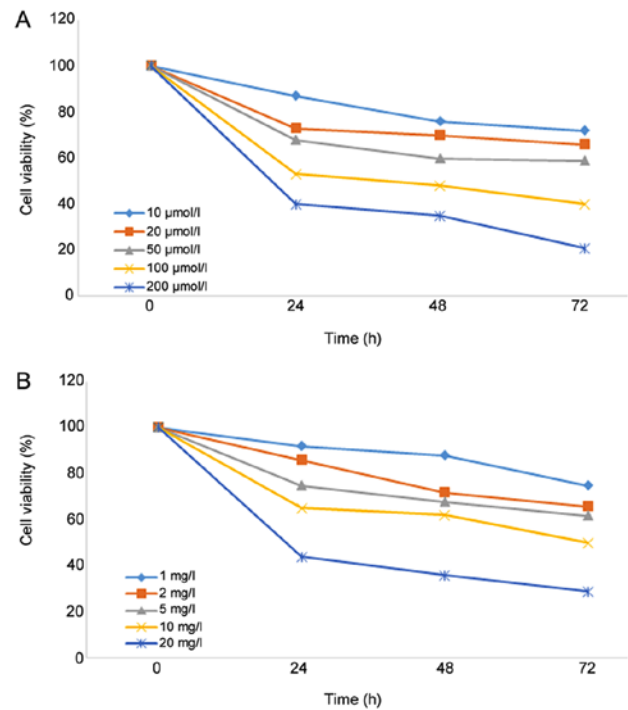 A
120
100
80
60
40
20
0
Cell viability (%)
10 µmol/l
20 µmol/l
50 µmol/l
100 µmol/l
200 µmol/l
0 24 48 72
Time (h)
B
120
100
80
60
40
20
0
Cell viability (%)
1 mg/l
2 mg/l
5 mg/l
10 mg/l
20 mg/l
0 24 48 72
Time (h)